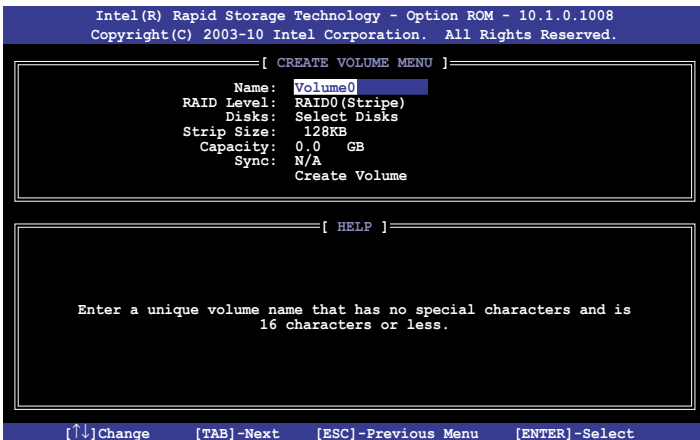 Intel(R) Rapid Storage Technology - Option ROM - 10.1.0.1008
Copyright(C) 2003-10 Intel Corporation. All Rights Reserved.
[ CREATE VOLUME MENU ]
Name: Volume0
RAID Level: RAID0(Stripe)
Disks: Select Disks
Strip Size: 128KB
Capacity: 0.0 GB
Sync: N/A
Create Volume
[ HELP ]
Enter a unique volume name that has no special characters and is
16 characters or less.
[↑↓]Change [TAB]-Next [ESC]-Previous Menu [ENTER]-Select